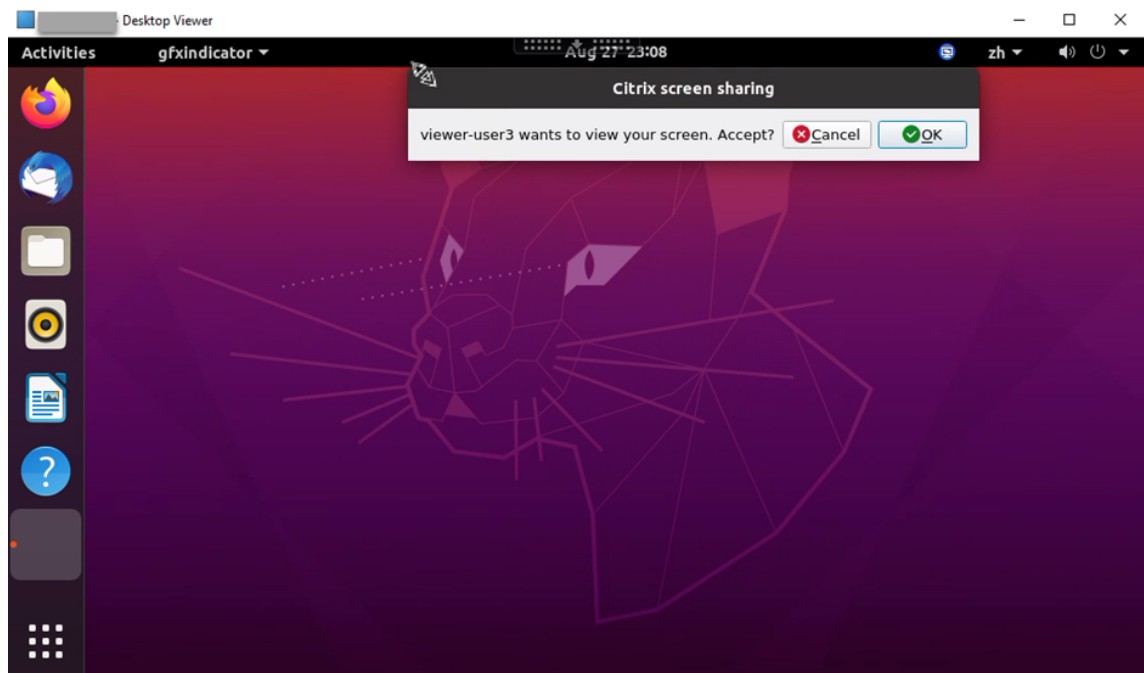 Desktop Viewer
Activities gfxindicator Aug 27 23:08 zh
Citrix screen sharing
viewer-user3 wants to view your screen. Accept? Cancel OK
?